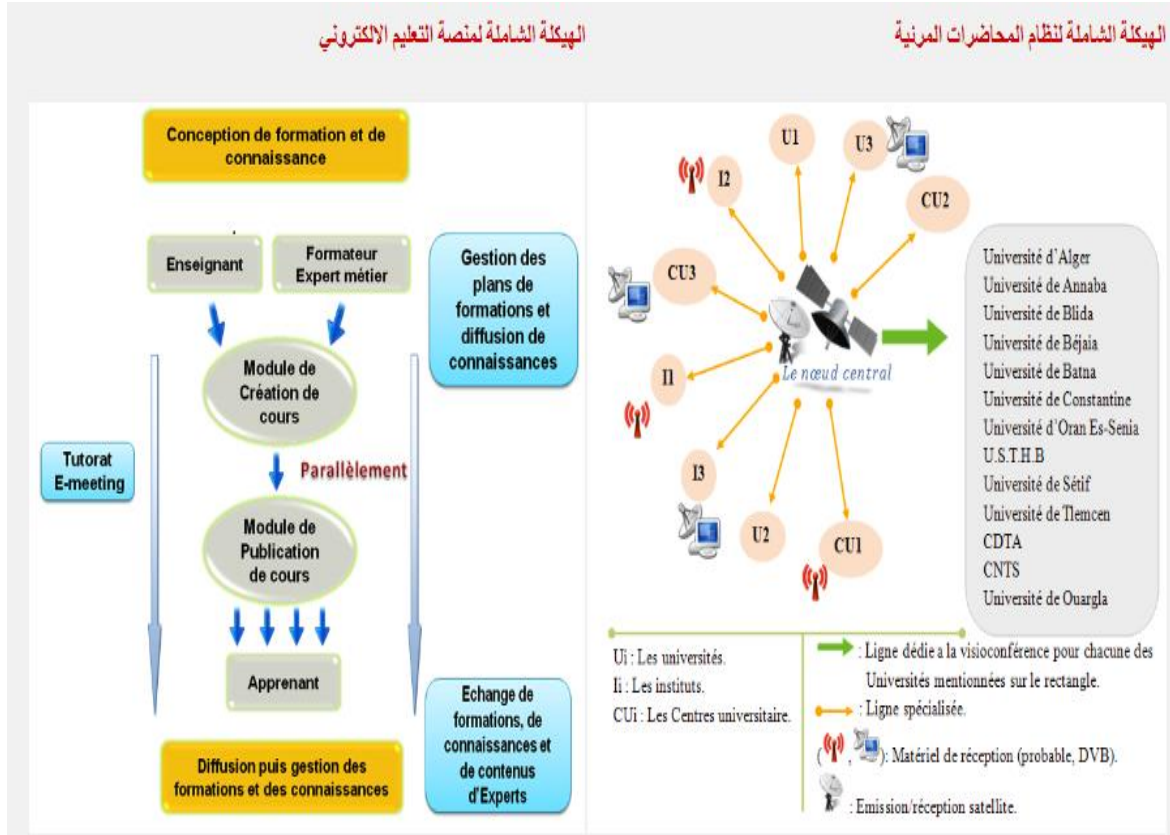 الهيكلة الشاملة لنظام المحاضرات المرئية
الهيكلة الشاملة لمنصة التعليم الالكتروني
Conception de formation et de
connaissance
Enseignant
Formateur
Expert métier
Gestion des
plans de
formations et
diffusion de
connaissances
Module de
Création de
cours
Tutorat
E-meeting
Parallèlement
Module de
Publication
de cours
Apprenant
Echange de
formations, de
connaissances et
de contenus
d'Experts
Diffusion puis gestion des
formations et des connaissances
U1
U3
I2
CU2
CU3
Le nœud central
I1
I3
U2
CU1
Université d'Alger
Université de Annaba
Université de Blida
Université de Béjaia
Université de Batna
Université de Constantine
Université d'Oran Es-Senia
U.S.T.H.B
Université de Sétif
Université de Tlemcen
CDTA
CNTS
Université de Ouargla
Ui : Les universités.
Ii : Les instituts.
CUi : Les Centres universitaire.
: Ligne dédie a la visioconférence pour chacune des
Universités mentionnées sur le rectangle.
: Ligne spécialisée.
( , ): Matériel de réception (probable, DVB).
: Emission/réception satellite.